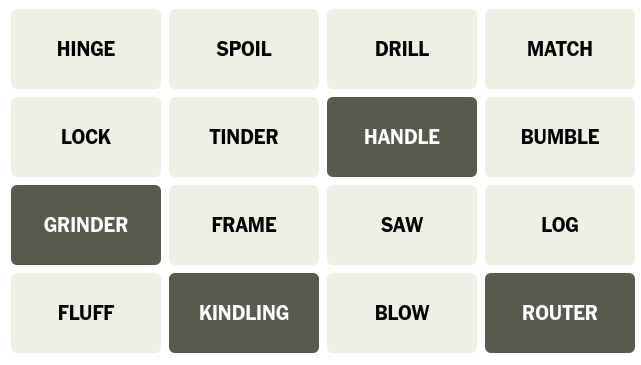 HINGE SPOIL DRILL MATCH
LOCK TINDER HANDLE BUMBLE
GRINDER FRAME SAW LOG
FLUFF KINDLING BLOW ROUTER